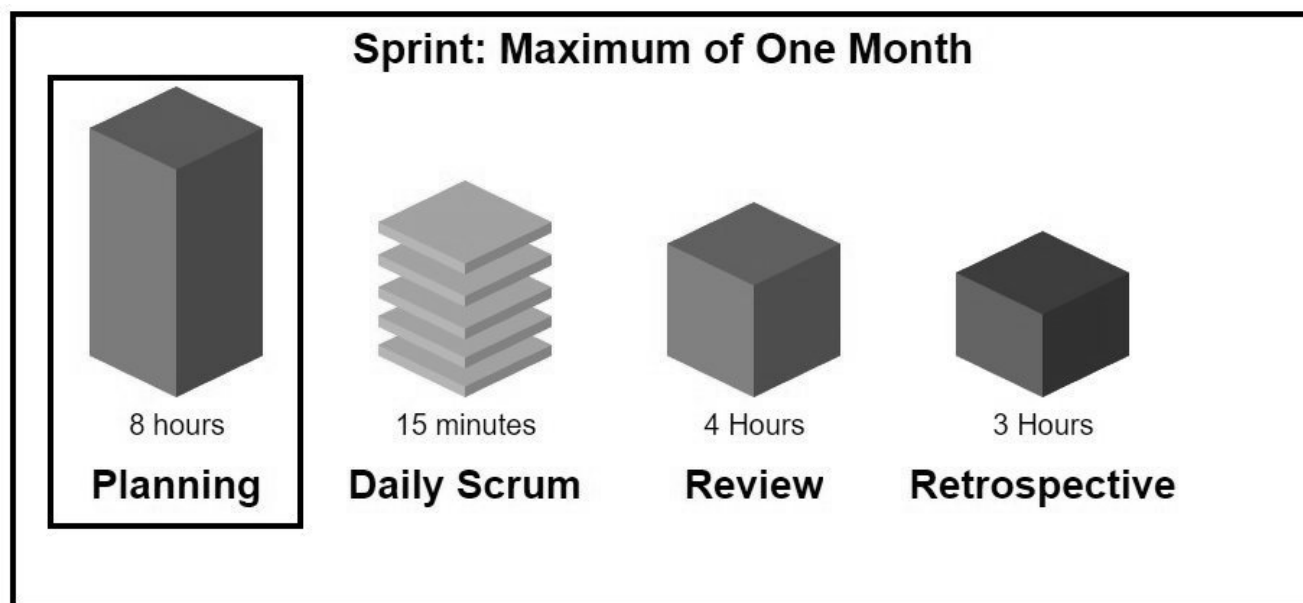 Sprint: Maximum of One Month
8 hours
15 minutes
4 Hours
3 Hours
Planning
Daily Scrum
Review
Retrospective